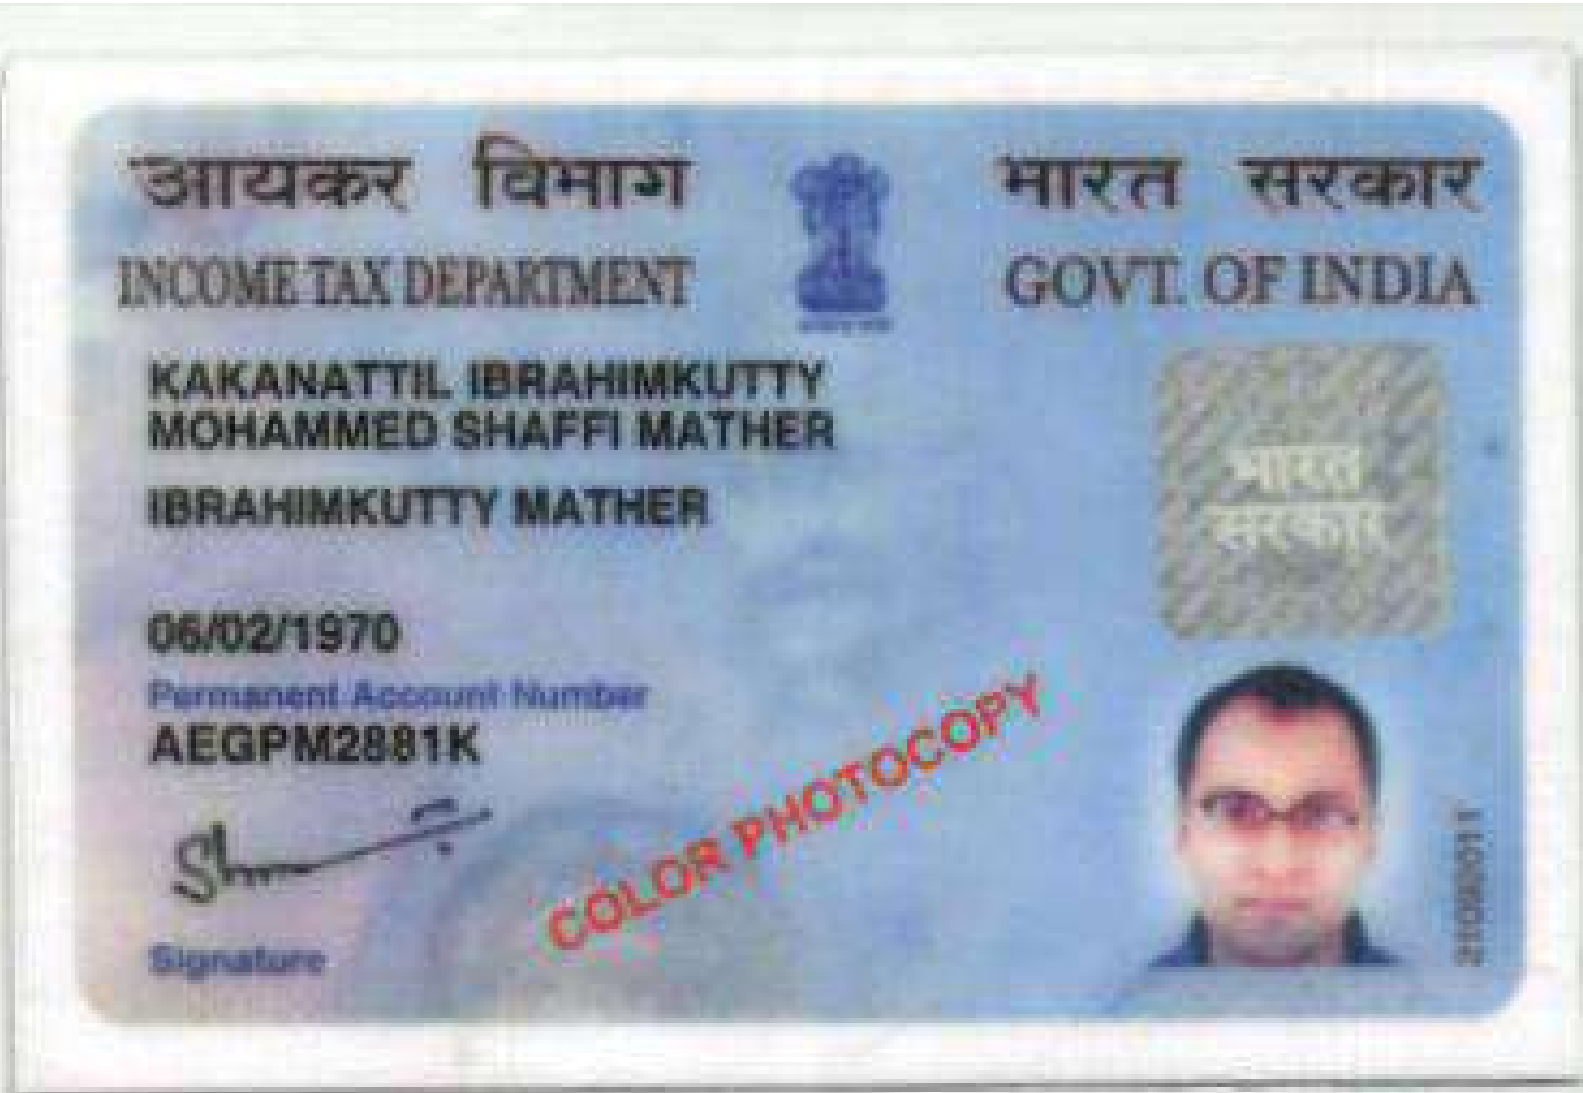 आयकर विभाग
भारत सरकार
INCOME TAX DEPARTMENT
GOVT. OF INDIA
KAKANATTIL IBRAHIMKUTTY
MOHAMMED SHAFFI MATHER
IBRAHIMKUTTY MATHER
भारत
सरकार
06/02/1970
Permanent Account Number
AEGPM2881K
COLOR PHOTOCOPY
Signature